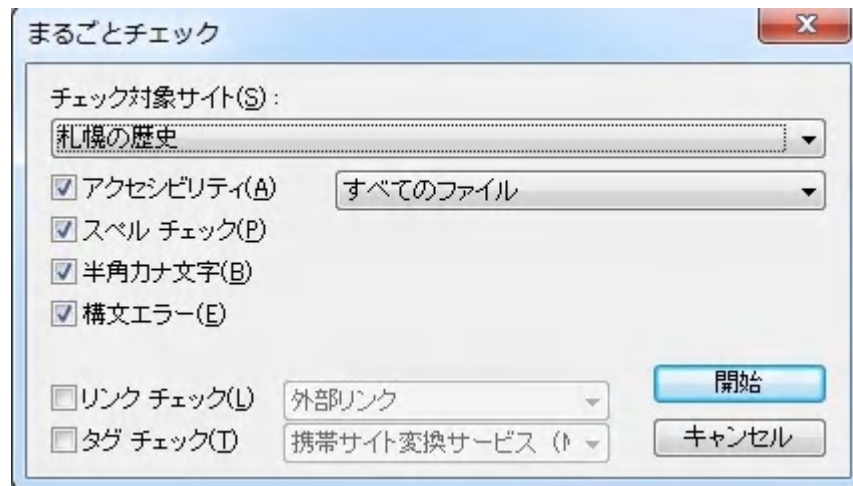 まるごとチェック
チェック対象サイト(S) :
札幌の歴史
アクセシビリティ(A) すべてのファイル
スペル チェック(P)
半角カナ文字(B)
構文エラー(E)
リンク チェック(L) 外部リンク
開始
タグ チェック(T) 携帯サイト変換サービス (
キャンセル